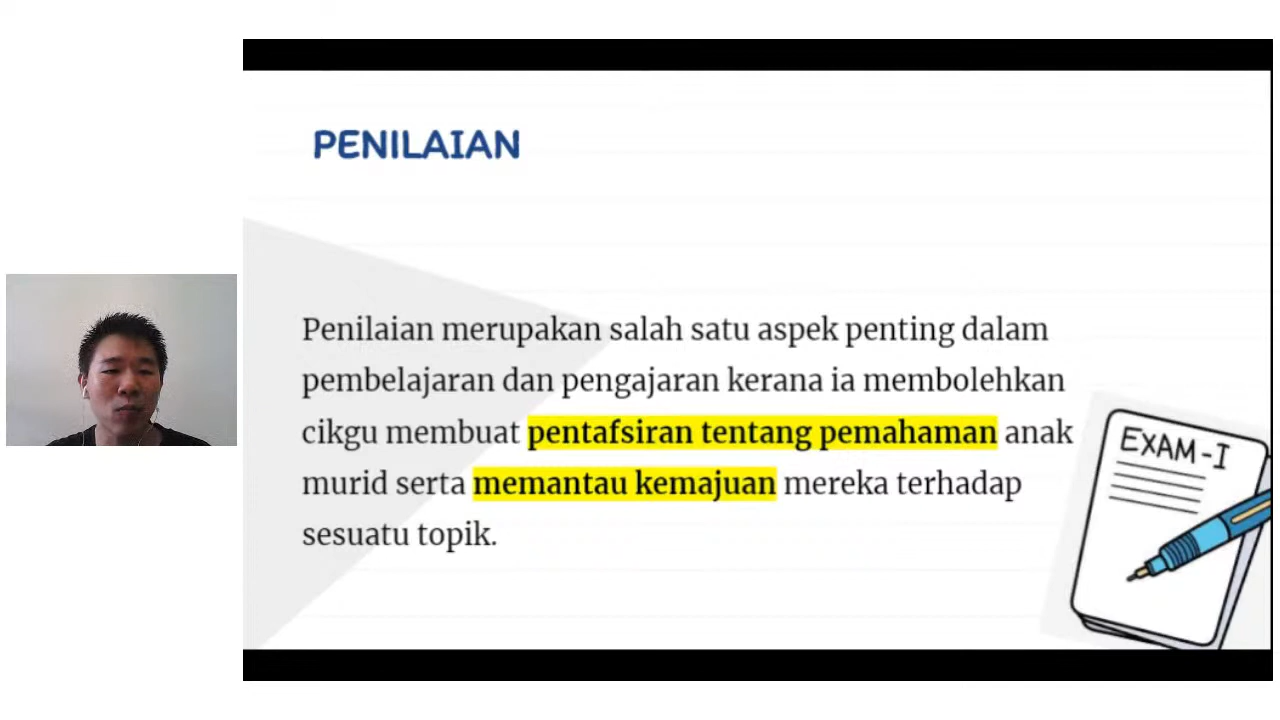 PENILAIAN
Penilaian merupakan salah satu aspek penting dalam
pembelajaran dan pengajaran kerana ia membolehkan
cikgu membuat pentafsiran tentang pemahaman anak
murid serta memantau kemajuan mereka terhadap
sesuatu topik.
EXAM-I